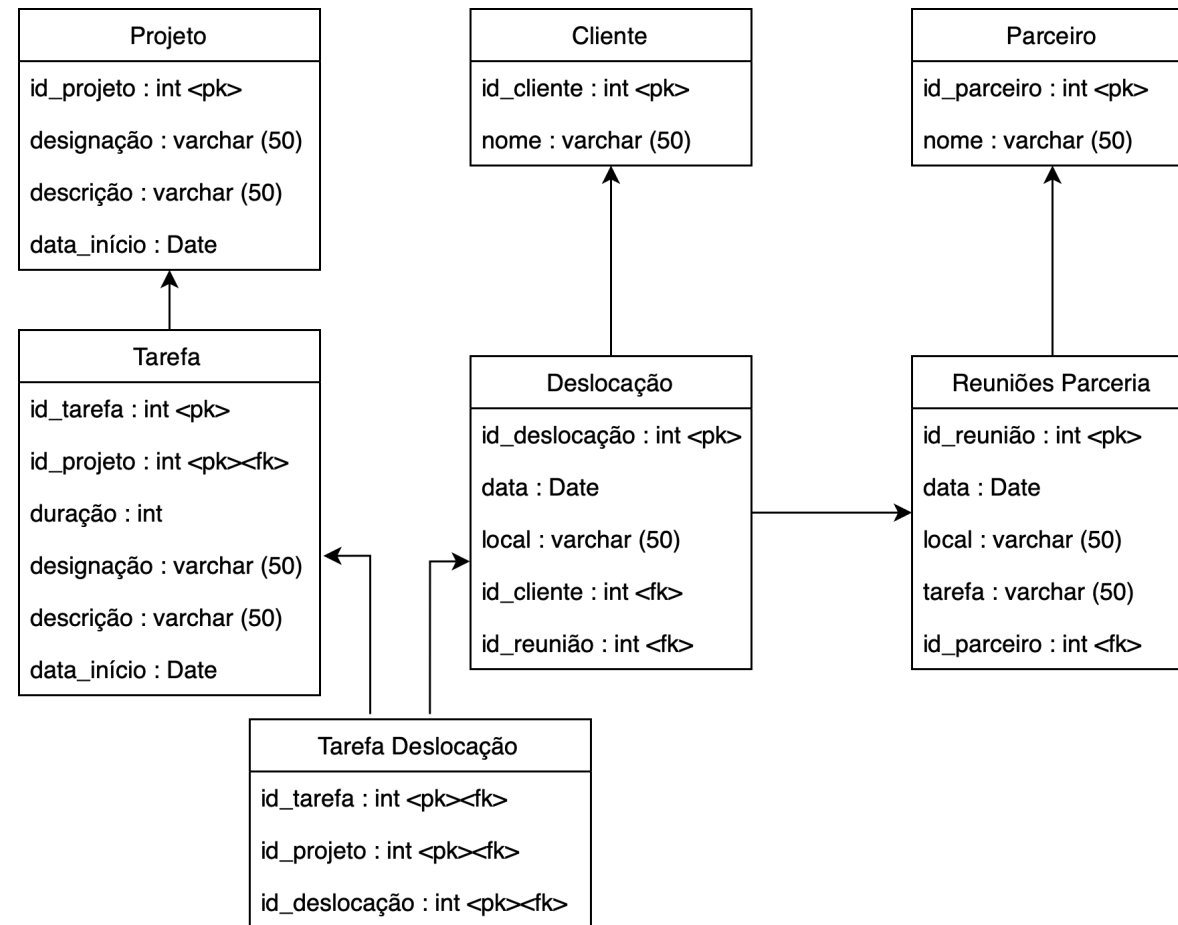 Projeto
id_projeto : int <pk>
designação : varchar (50)
descrição : varchar (50)
data_início : Date
Cliente
id_cliente : int <pk>
nome : varchar (50)
Parceiro
id_parceiro : int <pk>
nome : varchar (50)
Tarefa
id_tarefa : int <pk>
id_projeto : int <pk><fk>
duração : int
designação : varchar (50)
descrição : varchar (50)
data_início : Date
Deslocação
id_deslocação : int <pk>
data : Date
local : varchar (50)
id_cliente : int <fk>
id_reunião : int <fk>
Reuniões Parceria
id_reunião : int <pk>
data : Date
local : varchar (50)
tarefa : varchar (50)
id_parceiro : int <fk>
Tarefa Deslocação
id_tarefa : int <pk><fk>
id_projeto : int <pk><fk>
id_deslocação : int <pk><fk>